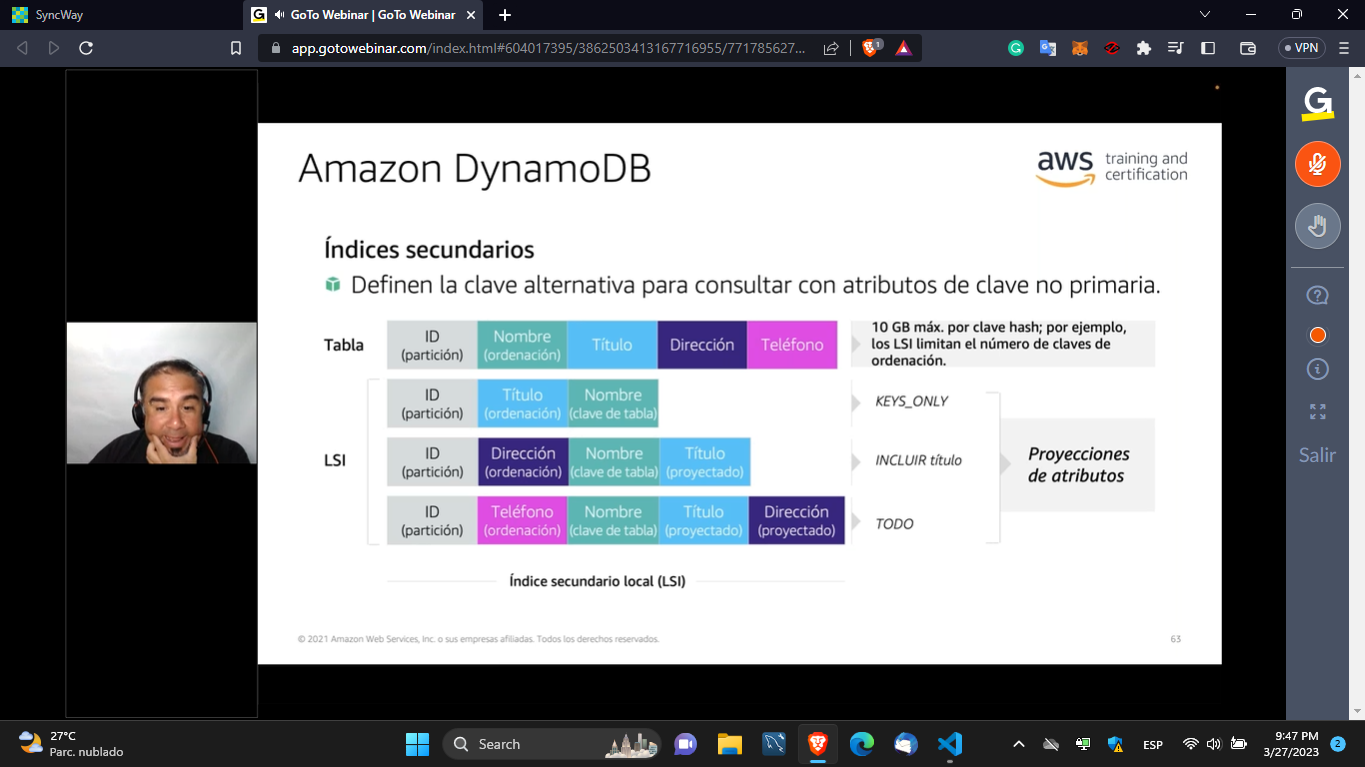 SyncWay
GoTo Webinar | GoTo Webinar
app.gotowebinar.com/index.html#604017395/3862503413167716955/771785627...
1
VPN
Amazon DynamoDB
aws training and
certification
Índices secundarios
Definen la clave alternativa para consultar con atributos de clave no primaria.
Tabla
ID
(partición)
Nombre
(ordenación)
Título
Dirección
Teléfono
10 GB máx. por clave hash; por ejemplo,
los LSI limitan el número de claves de
ordenación.
ID
(partición)
Título
(ordenación)
Nombre
(clave de tabla)
KEYS_ONLY
LSI
ID
(partición)
Dirección
(ordenación)
Nombre
(clave de tabla)
Título
(proyectado)
INCLUIR título
Proyecciones
de atributos
ID
(partición)
Teléfono
(ordenación)
Nombre
(clave de tabla)
Título
(proyectado)
Dirección
(proyectado)
TODO
Índice secundario local (LSI)
© 2021 Amazon Web Services, Inc. o sus empresas afiliadas. Todos los derechos reservados.
63
Salir
27°C
Parc. nublado
Search
ESP
9:47 PM
3/27/2023
2